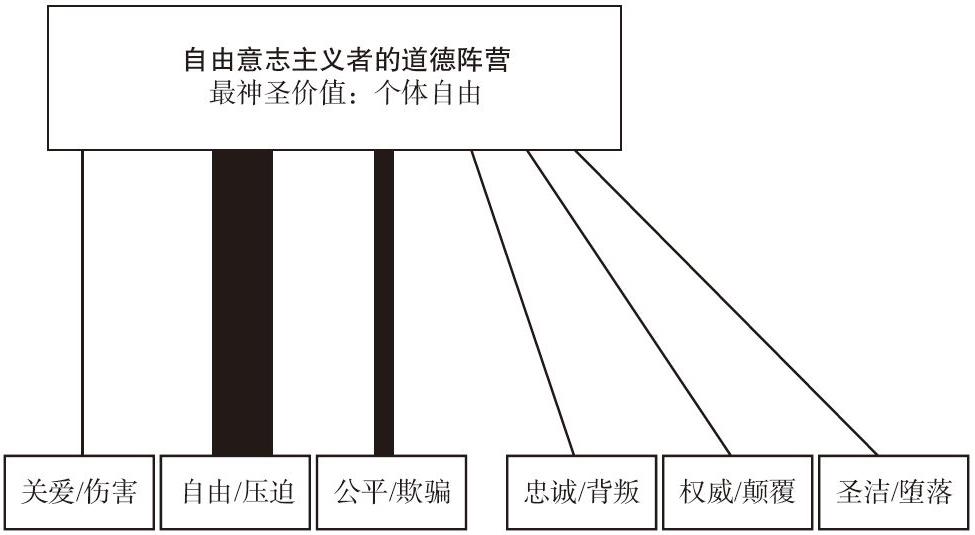 自由意志主义者的道德阵营
最神圣价值：个体自由
关爱/伤害
自由/压迫
公平/欺骗
忠诚/背叛
权威/颠覆
圣洁/堕落